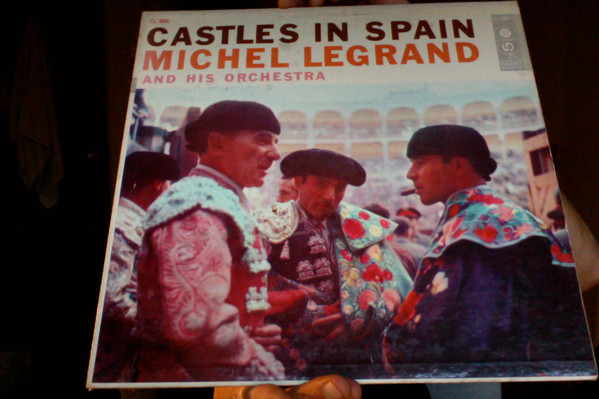 CASTLES IN SPAIN
MICHEL LEGRAND
AND HIS ORCHESTRA